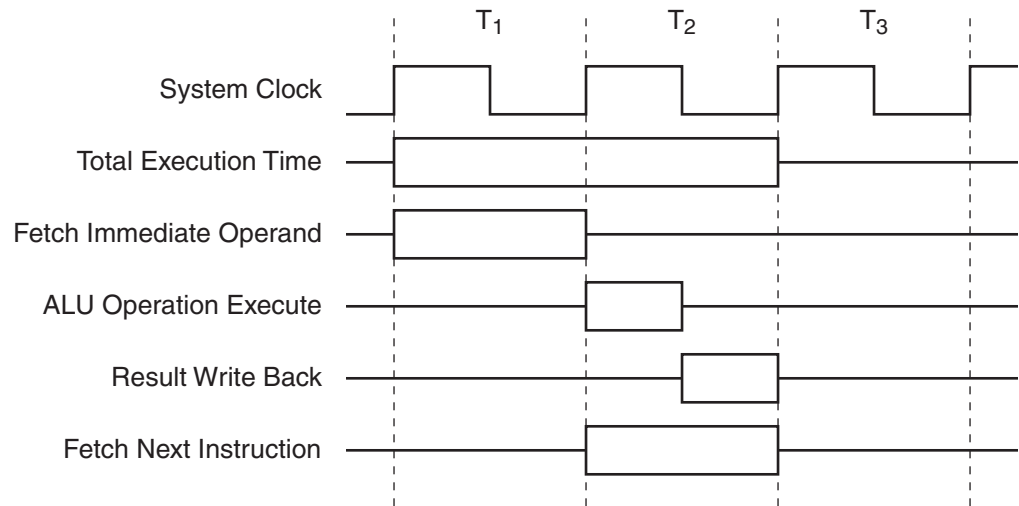 T1 T2 T3
System Clock
Total Execution Time
Fetch Immediate Operand
ALU Operation Execute
Result Write Back
Fetch Next Instruction